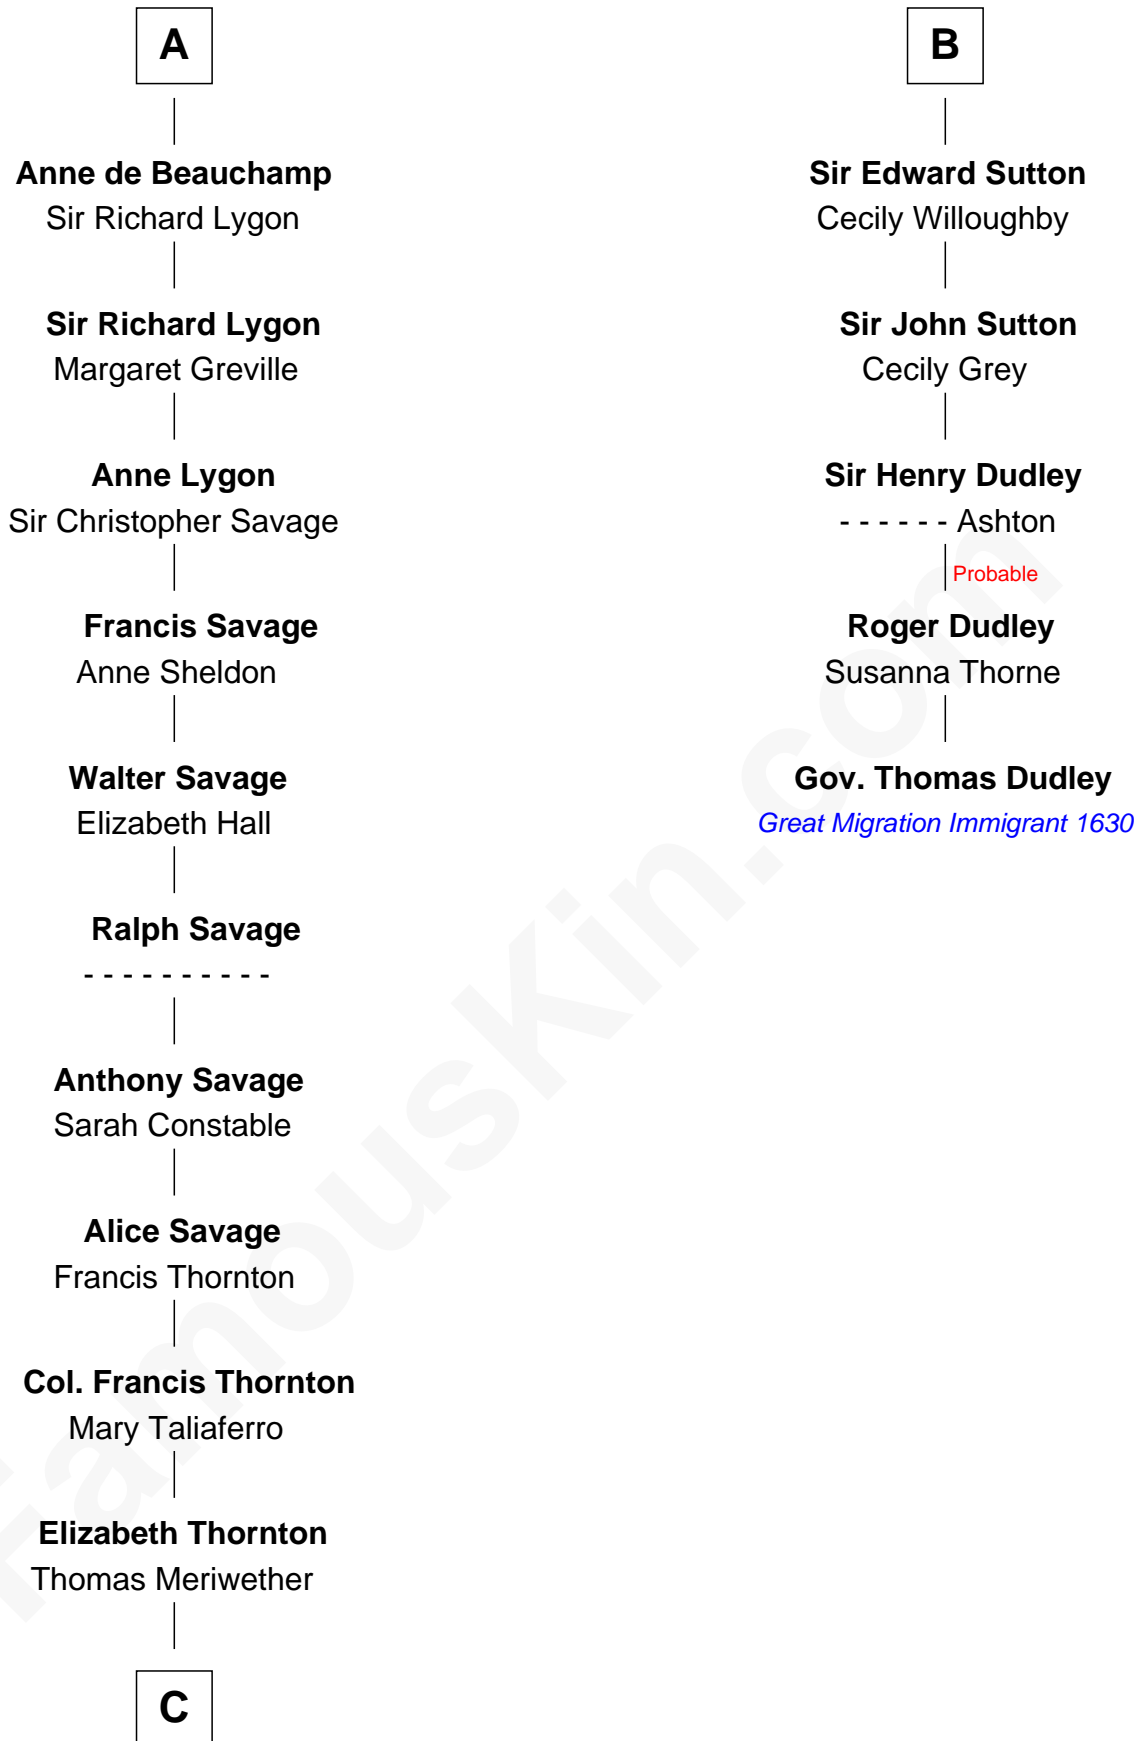 A
Anne de Beauchamp
Sir Richard Lygon
Sir Richard Lygon
Margaret Greville
Anne Lygon
Sir Christopher Savage
Francis Savage
Anne Sheldon
Walter Savage
Elizabeth Hall
Ralph Savage
- - - - - - - - - -
Anthony Savage
Sarah Constable
Alice Savage
Francis Thornton
Col. Francis Thornton
Mary Taliaferro
Elizabeth Thornton
Thomas Meriwether
C
B
Sir Edward Sutton
Cecily Willoughby
Sir John Sutton
Cecily Grey
Sir Henry Dudley
- - - - - - Ashton
Probable
Roger Dudley
Susanna Thorne
Gov. Thomas Dudley
Great Migration Immigrant 1630
FamousKin.com